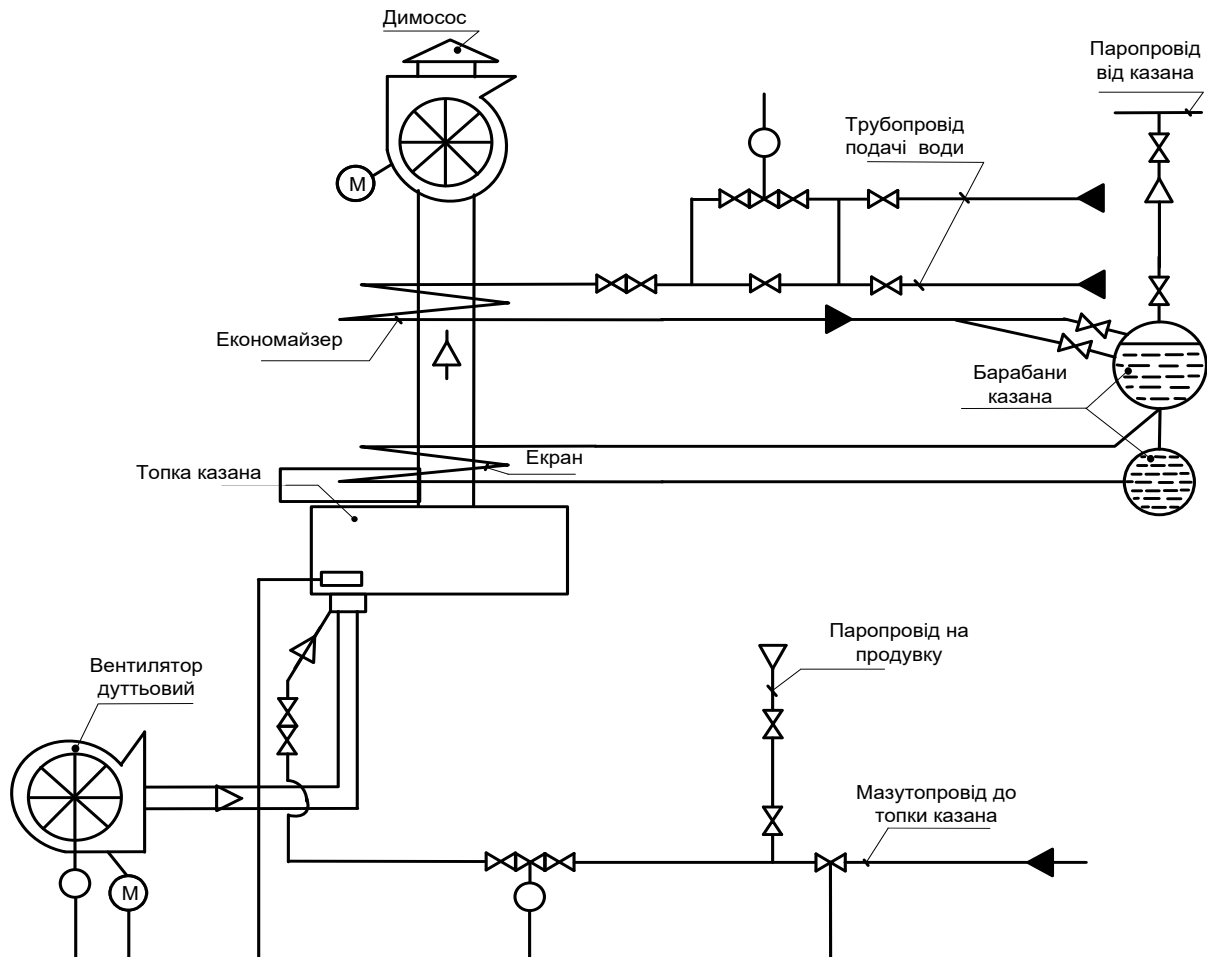 Димосос
Паропровід
від казана
Трубопровід
подачі води
М
Економайзер
Барабани
казана
Екран
Топка казана
Паропровід на
продувку
Вентилятор
дуттьовий
Мазутопровід до
топки казана
М